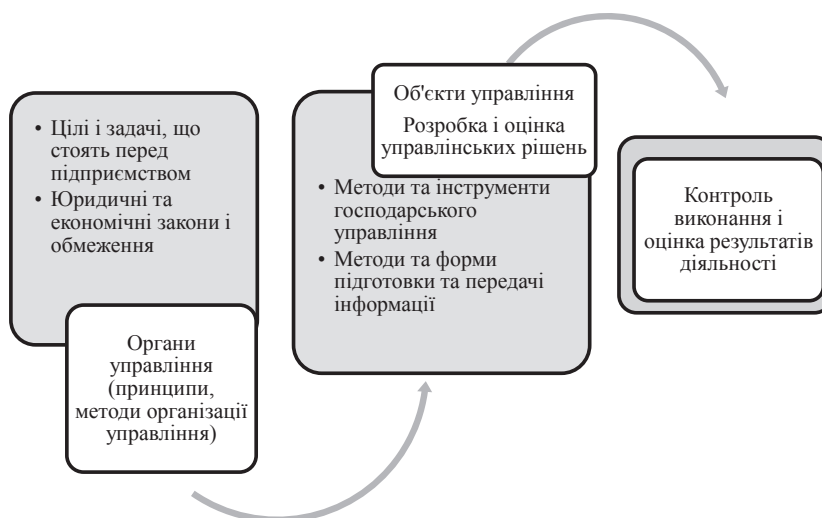 • Цілі і задачі, що
стоять перед
підприємством
• Юридичні та
економічні закони і
обмеження
Органи
управління
(принципи,
методи організації
управління)
Об'єкти управління
Розробка і оцінка
управлінських рішень
• Методи та інструменти
господарського
управління
• Методи та форми
підготовки та передачі
інформації
Контроль
виконання і
оцінка результатів
діяльності